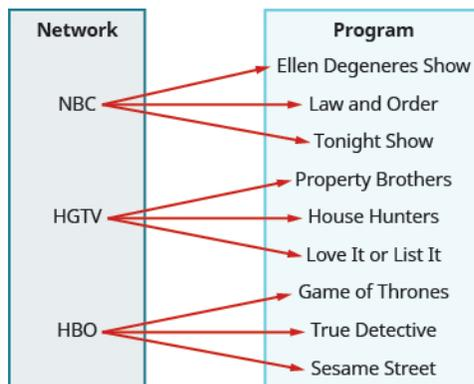 Network
Program
NBC
Ellen Degeneres Show
Law and Order
Tonight Show
HGTV
Property Brothers
House Hunters
Love It or List It
HBO
Game of Thrones
True Detective
Sesame Street